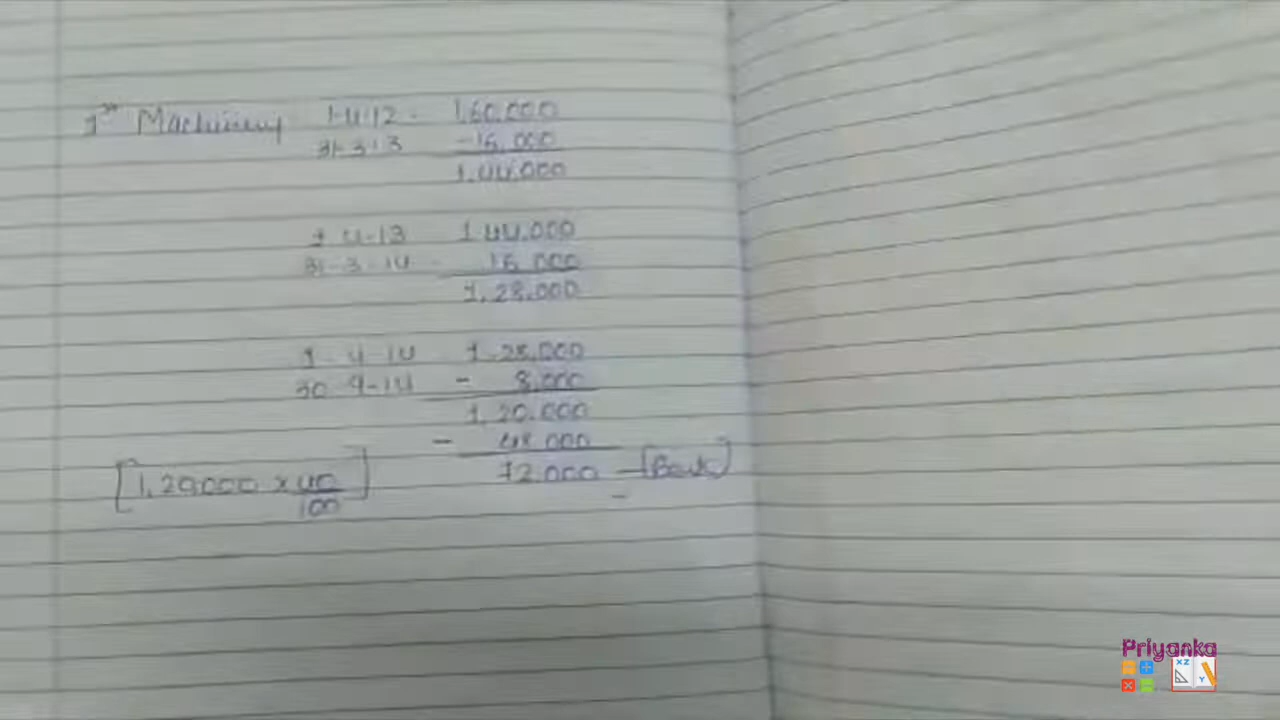 1st Machinery 1-4-12 - 1,60,000
31-3-13 - 16,000
1,44,000
1-4-13 1,44,000
31-3-14 - 16,000
1,28,000
1-4-14 1,28,000
30-9-14 - 8,000
1,20,000
- 48,000
[1,20,000 x 40/100] 72,000 - [Bank]
Priyanka